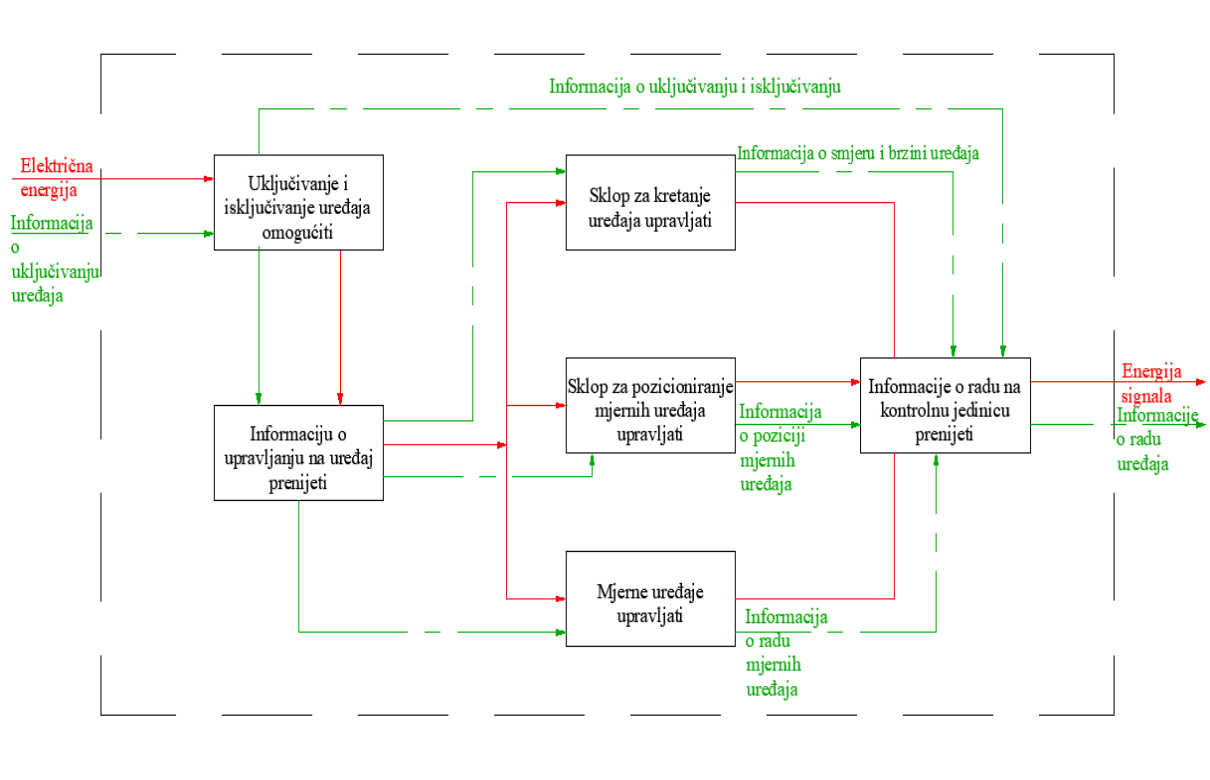 Informacija o uključivanju i isključivanju
Električna
energija
Informacija
o
uključivanju
uređaja
Uključivanje i
isključivanje uređaja
omogućiti
Sklop za kretanje
uređaja upravljati
Informacija o smjeru i brzini uređaja
Informaciju o
upravljanju na uređaj
prenijeti
Sklop za pozicioniranje
mjernih uređaja
upravljati
Informacija
o poziciji
mjernih
uređaja
Informacije o radu na
kontrolnu jedinicu
prenijeti
Energija
signala
Informacije
o radu
uređaja
Mjerne uređaje
upravljati
Informacija
o radu
mjernih
uređaja